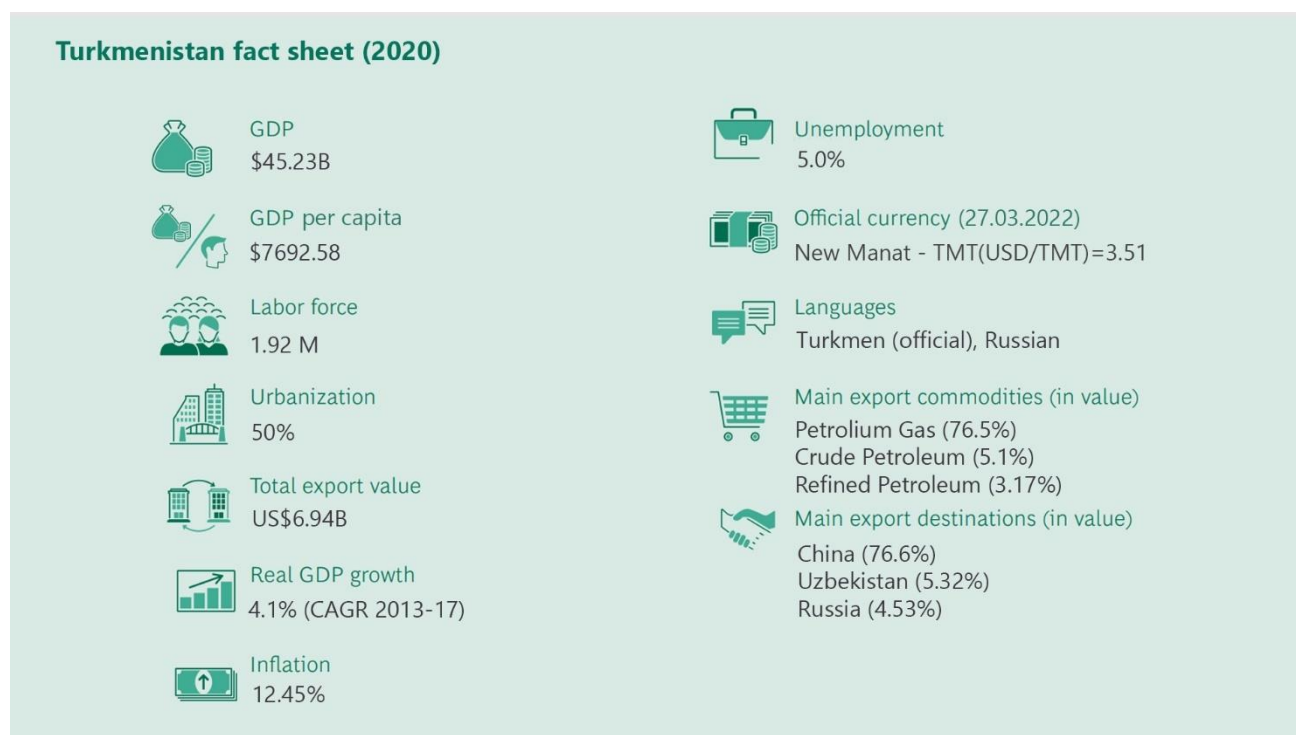 Turkmenistan fact sheet (2020)
GDP
$45.23B
GDP per capita
$7692.58
Labor force
1.92 M
Urbanization
50%
Total export value
US$6.94B
Real GDP growth
4.1% (CAGR 2013-17)
Inflation
12.45%
Unemployment
5.0%
Official currency (27.03.2022)
New Manat - TMT(USD/TMT)=3.51
Languages
Turkmen (official), Russian
Main export commodities (in value)
Petrolium Gas (76.5%)
Crude Petroleum (5.1%)
Refined Petroleum (3.17%)
Main export destinations (in value)
China (76.6%)
Uzbekistan (5.32%)
Russia (4.53%)